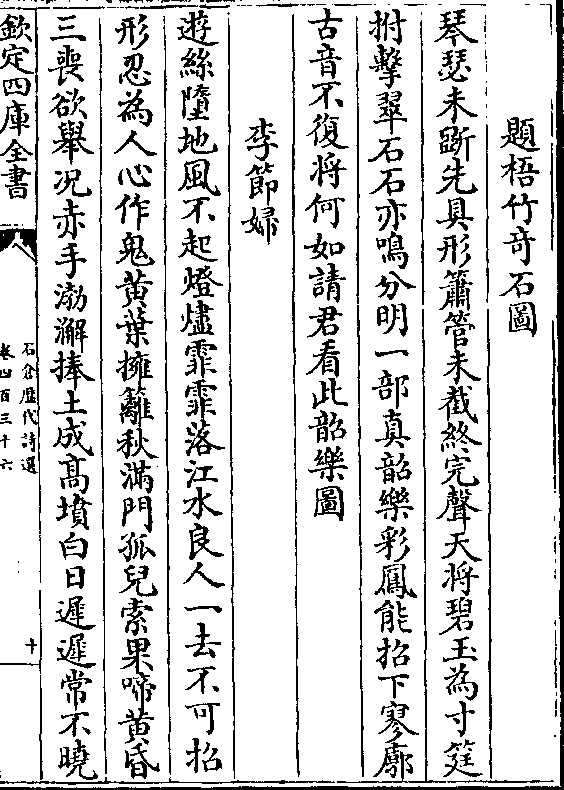 題梧竹竒石圖
琴瑟未斲先具形簫管未截終完聲天將碧玉為寸筳
拊擊翠石石亦鳴分明一部真韶樂彩鳳能招下寥廓
古音不復將何如請君看此韶樂圖
李節婦
遊絲墮地風不起燈燼霏霏落江水良人一去不可招
形忍為人心作鬼黄葉擁籬秋滿門孤兒索果啼黄昏
三喪欲舉况赤手渤澥捧土成髙墳白日遲遲常不曉
欽定四庫全書
石倉歴代詩選
卷四百三十六
十